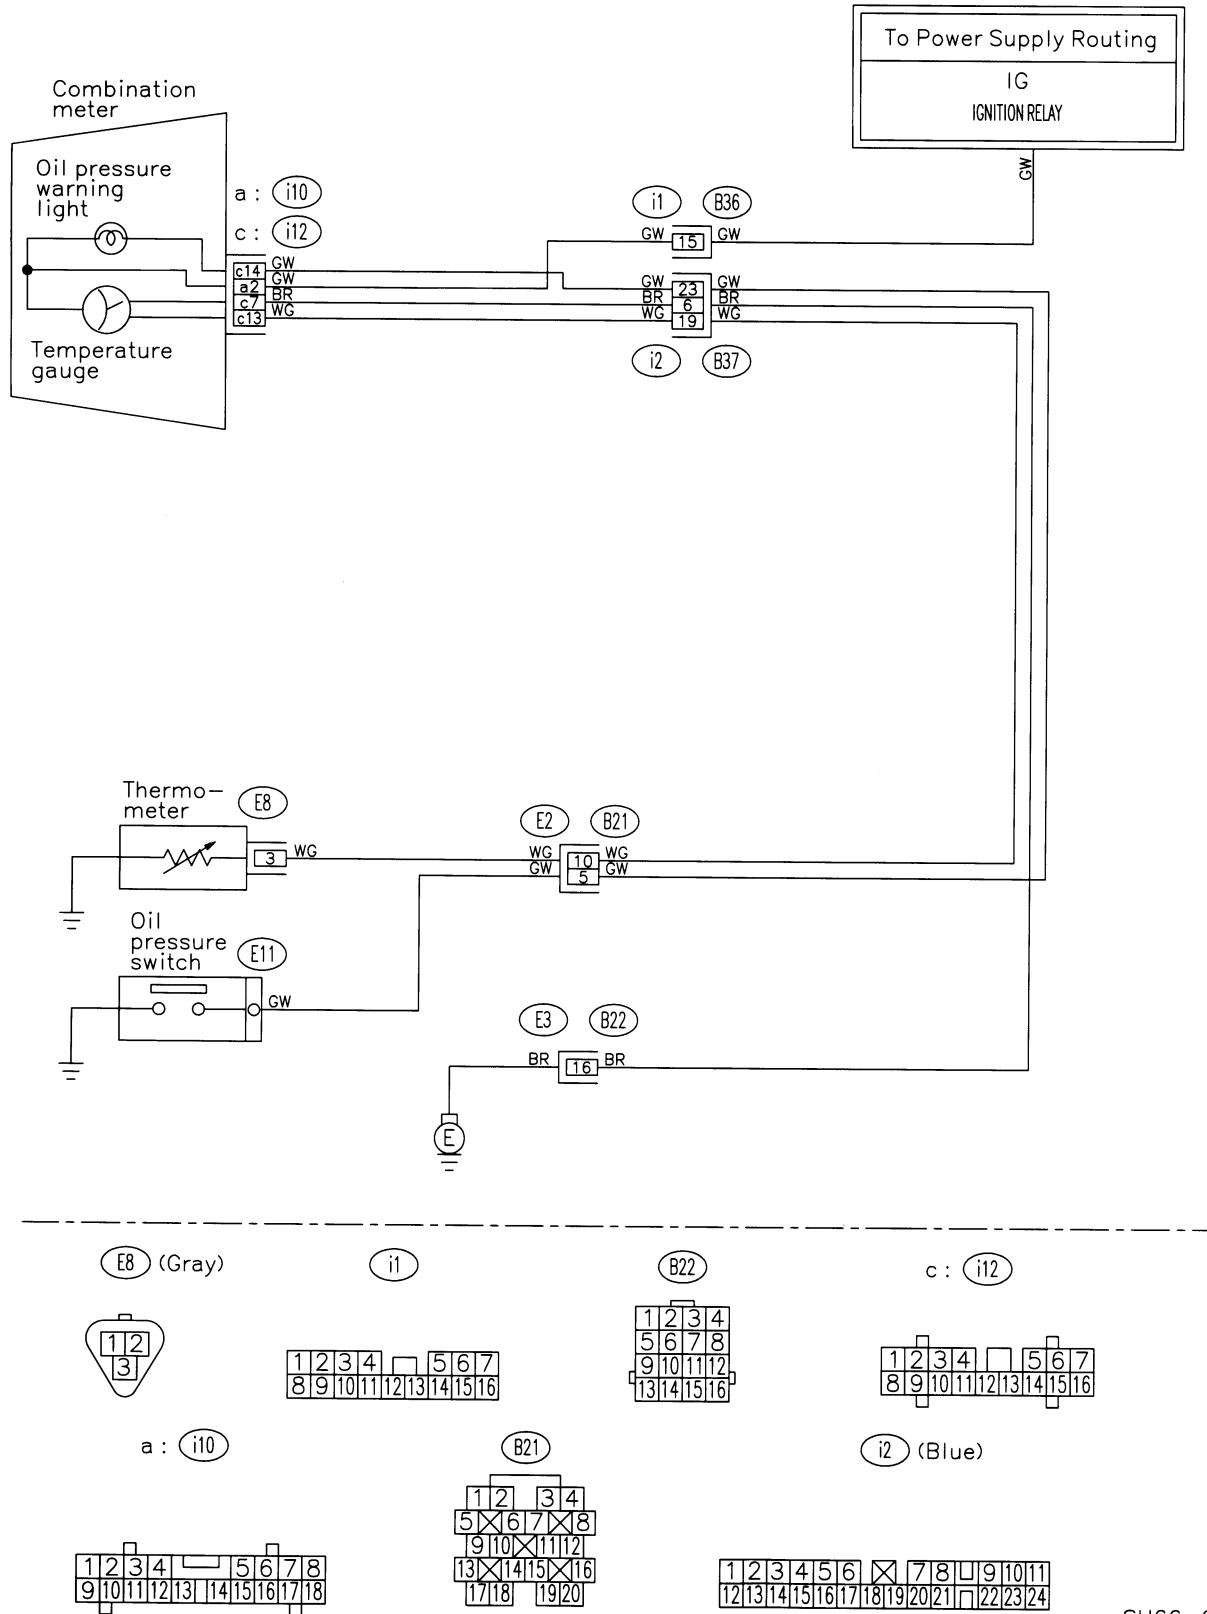 To Power Supply Routing
IG
IGNITION RELAY
GW
Combination
meter
Oil pressure
warning
light
a : i10
c : i12
Temperature
gauge
c14 GW
a2 GW
c7 BR
c13 WG
i1 B36
GW 15 GW
GW 23 GW
BR 6 BR
WG 19 WG
i2 B37
Thermo-
meter
E8
3 WG
E2 B21
WG 10 WG
GW 5 GW
Oil
pressure
switch
E11
GW
E3 B22
BR 16 BR
E
E8 (Gray)
1 2
3
i1
1 2 3 4 5 6 7
8 9 10 11 12 13 14 15 16
B22
1 2 3 4
5 6 7 8
9 10 11 12
13 14 15 16
c : i12
1 2 3 4 5 6 7
8 9 10 11 12 13 14 15 16
a : i10
1 2 3 4 5 6 7 8
9 10 11 12 13 14 15 16 17 18
B21
1 2 3 4
5 6 7 8
9 10 11 12
13 14 15 16
17 18 19 20
i2 (Blue)
1 2 3 4 5 6 7 8 9 10 11
12 13 14 15 16 17 18 19 20 21 22 23 24